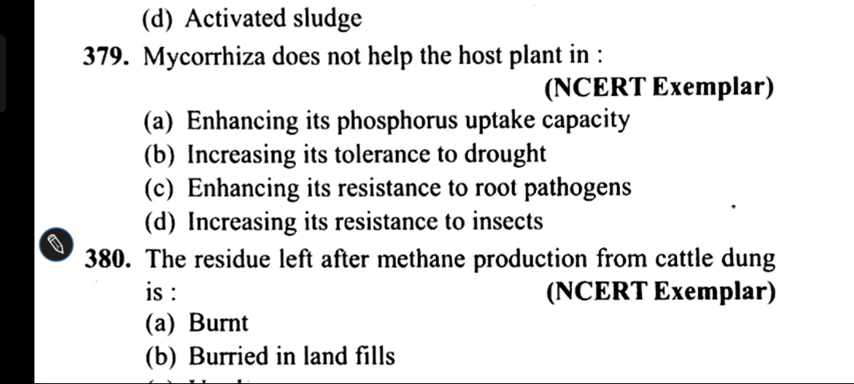 (d) Activated sludge
379. Mycorrhiza does not help the host plant in :
(NCERT Exemplar)
(a) Enhancing its phosphorus uptake capacity
(b) Increasing its tolerance to drought
(c) Enhancing its resistance to root pathogens
(d) Increasing its resistance to insects
380. The residue left after methane production from cattle dung
is : (NCERT Exemplar)
(a) Burnt
(b) Burried in land fills